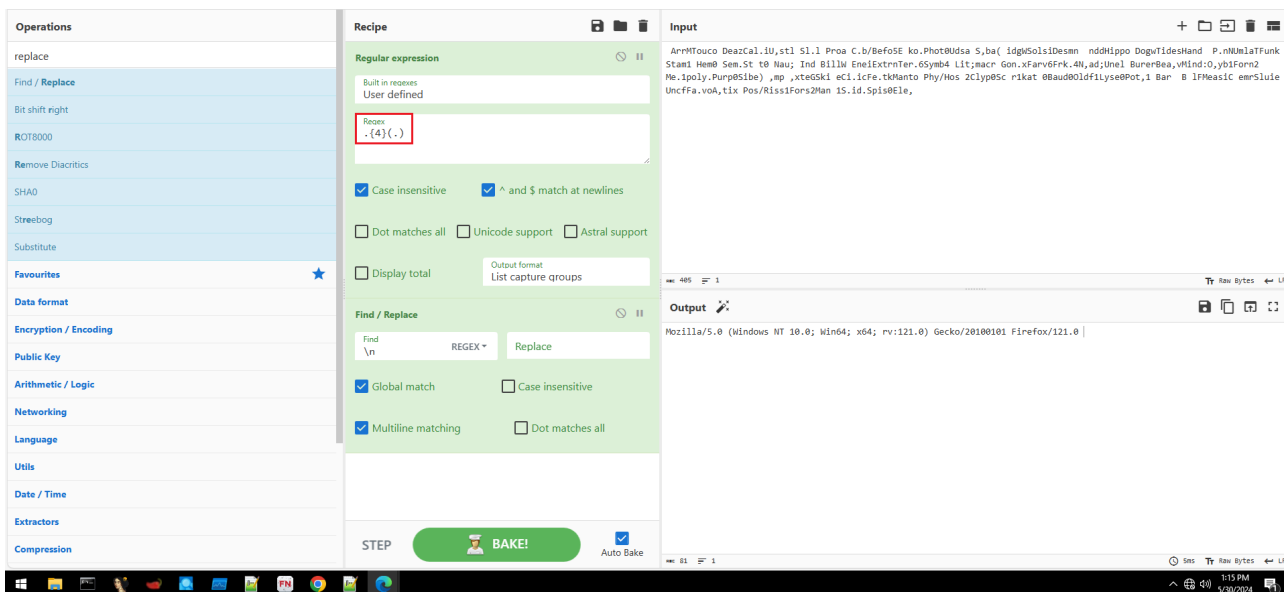 Operations
replace
Find / Replace
Bit shift right
ROT8000
Remove Diacritics
SHA0
Streebog
Substitute
Favourites
Data format
Encryption / Encoding
Public Key
Arithmetic / Logic
Networking
Language
Utils
Date / Time
Extractors
Compression
Recipe
Regular expression
Built in regexes
User defined
Regex
.{4}(.)
Case insensitive
^ and $ match at newlines
Dot matches all
Unicode support
Astral support
Display total
Output format
List capture groups
Find / Replace
Find
\n
REGEX
Replace
Global match
Case insensitive
Multiline matching
Dot matches all
STEP
BAKE!
Auto Bake
Input
ArrMTouco DeazCal.iU,stl Sl.l Proa C.b/Befo5E ko.Phot0Udsa S,ba( idgWSolsiDesmn  nddHippo DogwTidesHand  P.nNUmlaTFunk
Stam1 Hem0 Sem.St t0 Nau; Ind BillW EneiExtrnTer.6Symb4 Lit;macr Gon.xFarv6Frk.4N,ad;Unel BurerBea,vMind:O,yb1Forn2
Me.1poly.Purp0Sibe) ,mp ,xteGSki eCi.icFe.tkManto Phy/Hos 2Clyp0Sc r1kat 0Baud0Oldf1Lyse0Pot,1 Bar  B lFMeasiC emrSluie
UncfFa.voA,tix Pos/Riss1Fors2Man 1S.id.Spis0Ele,
405
1
Raw Bytes
Output
Mozilla/5.0 (Windows NT 10.0; Win64; x64; rv:121.0) Gecko/20100101 Firefox/121.0
81
1
5ms
Raw Bytes
1:15 PM
5/30/2024